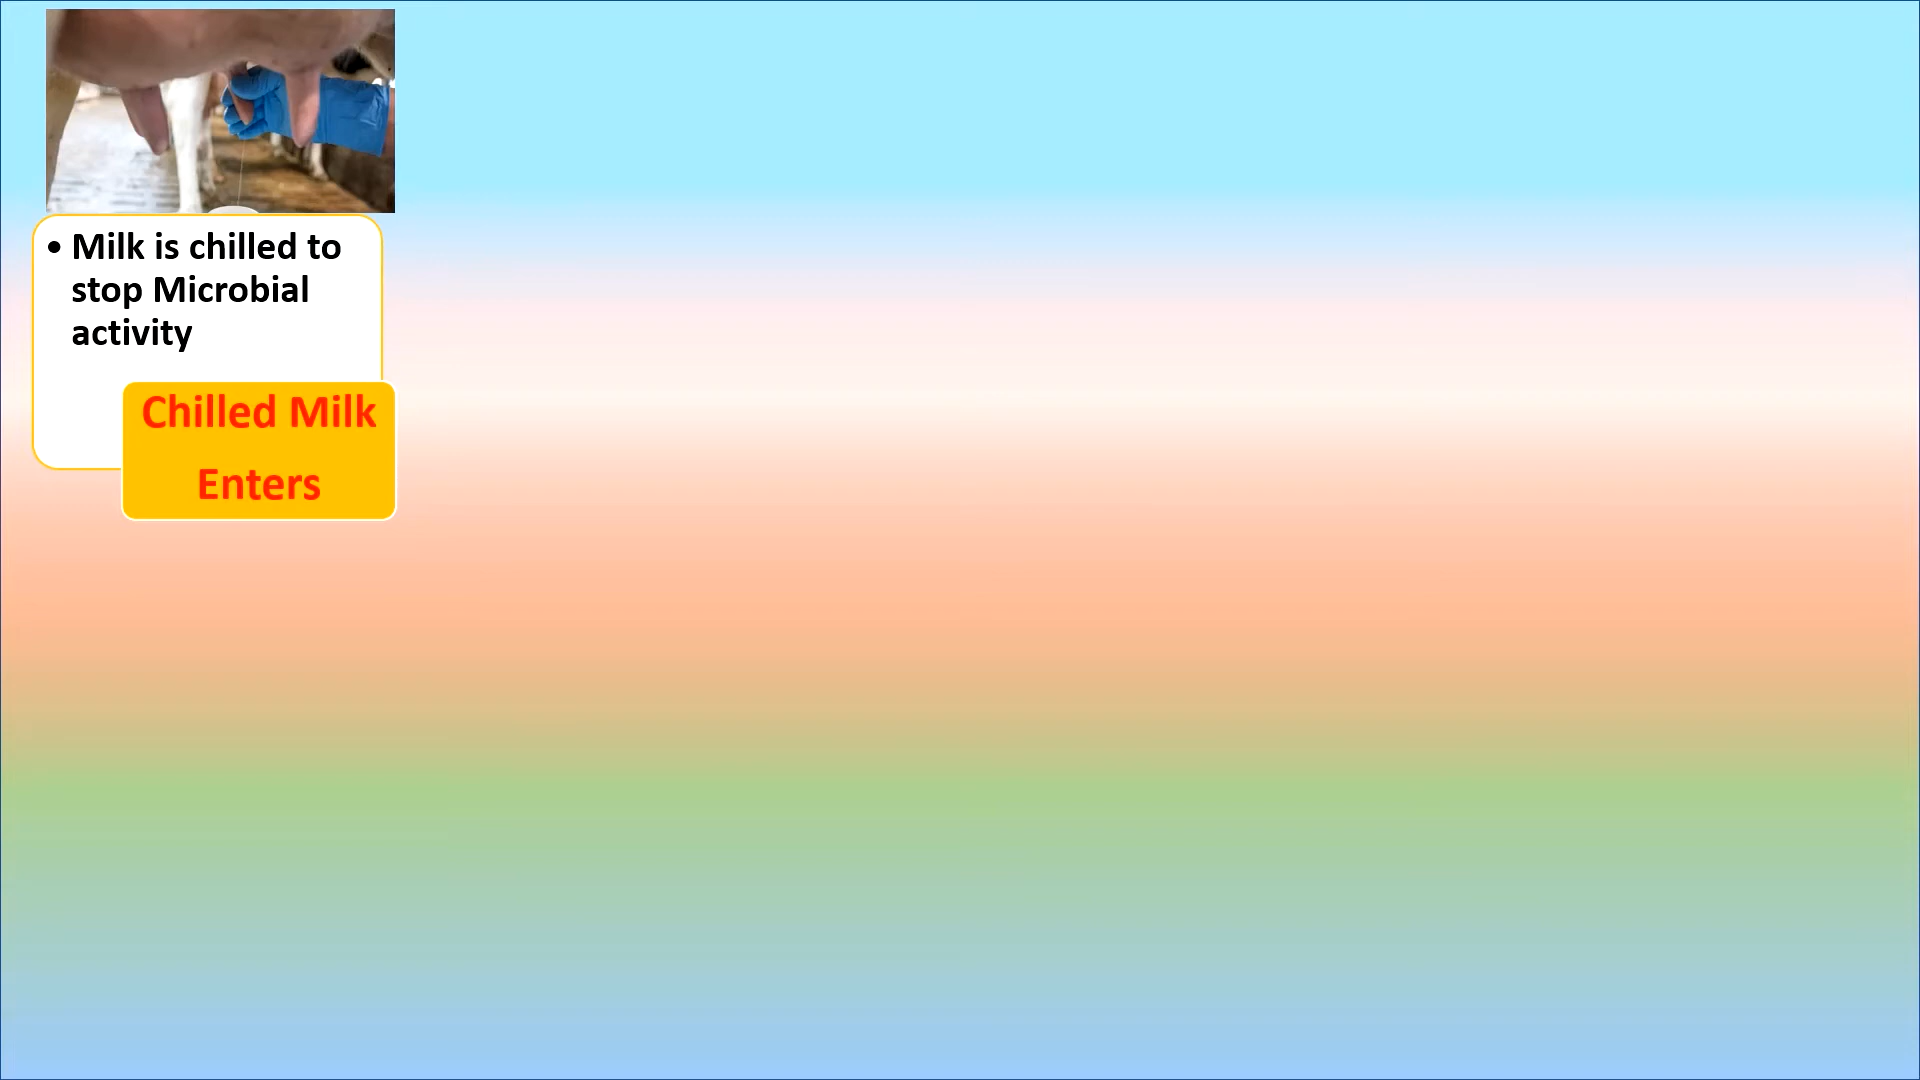 • Milk is chilled to
stop Microbial
activity
Chilled Milk
Enters